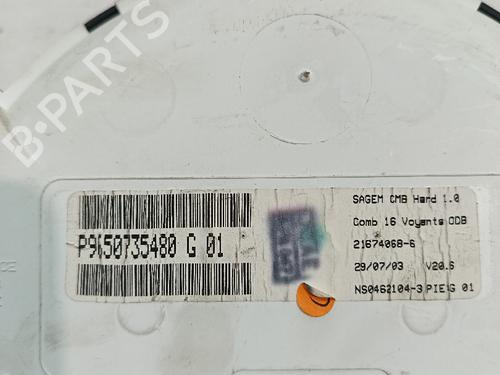 B-PARTS
P9650735480 G 01
SAGEM CMB Hard 1.0
Comb 16 Voyants ODB
21674068-6
29/07/03 V20.6
NS0462104-3 PIE:G 01